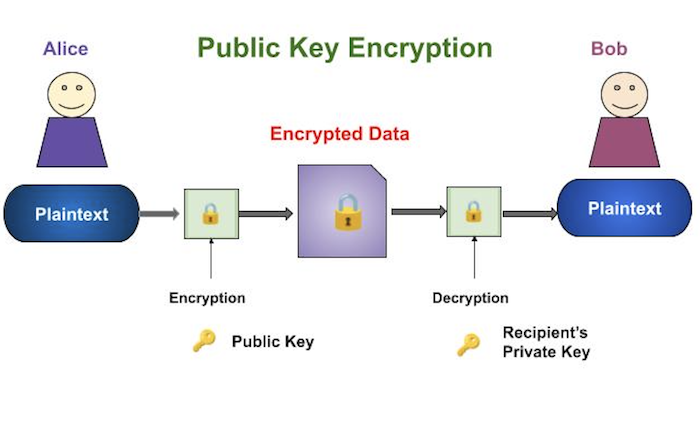 Alice
Public Key Encryption
Bob
Encrypted Data
Plaintext
Plaintext
Encryption
Decryption
Public Key
Recipient's
Private Key